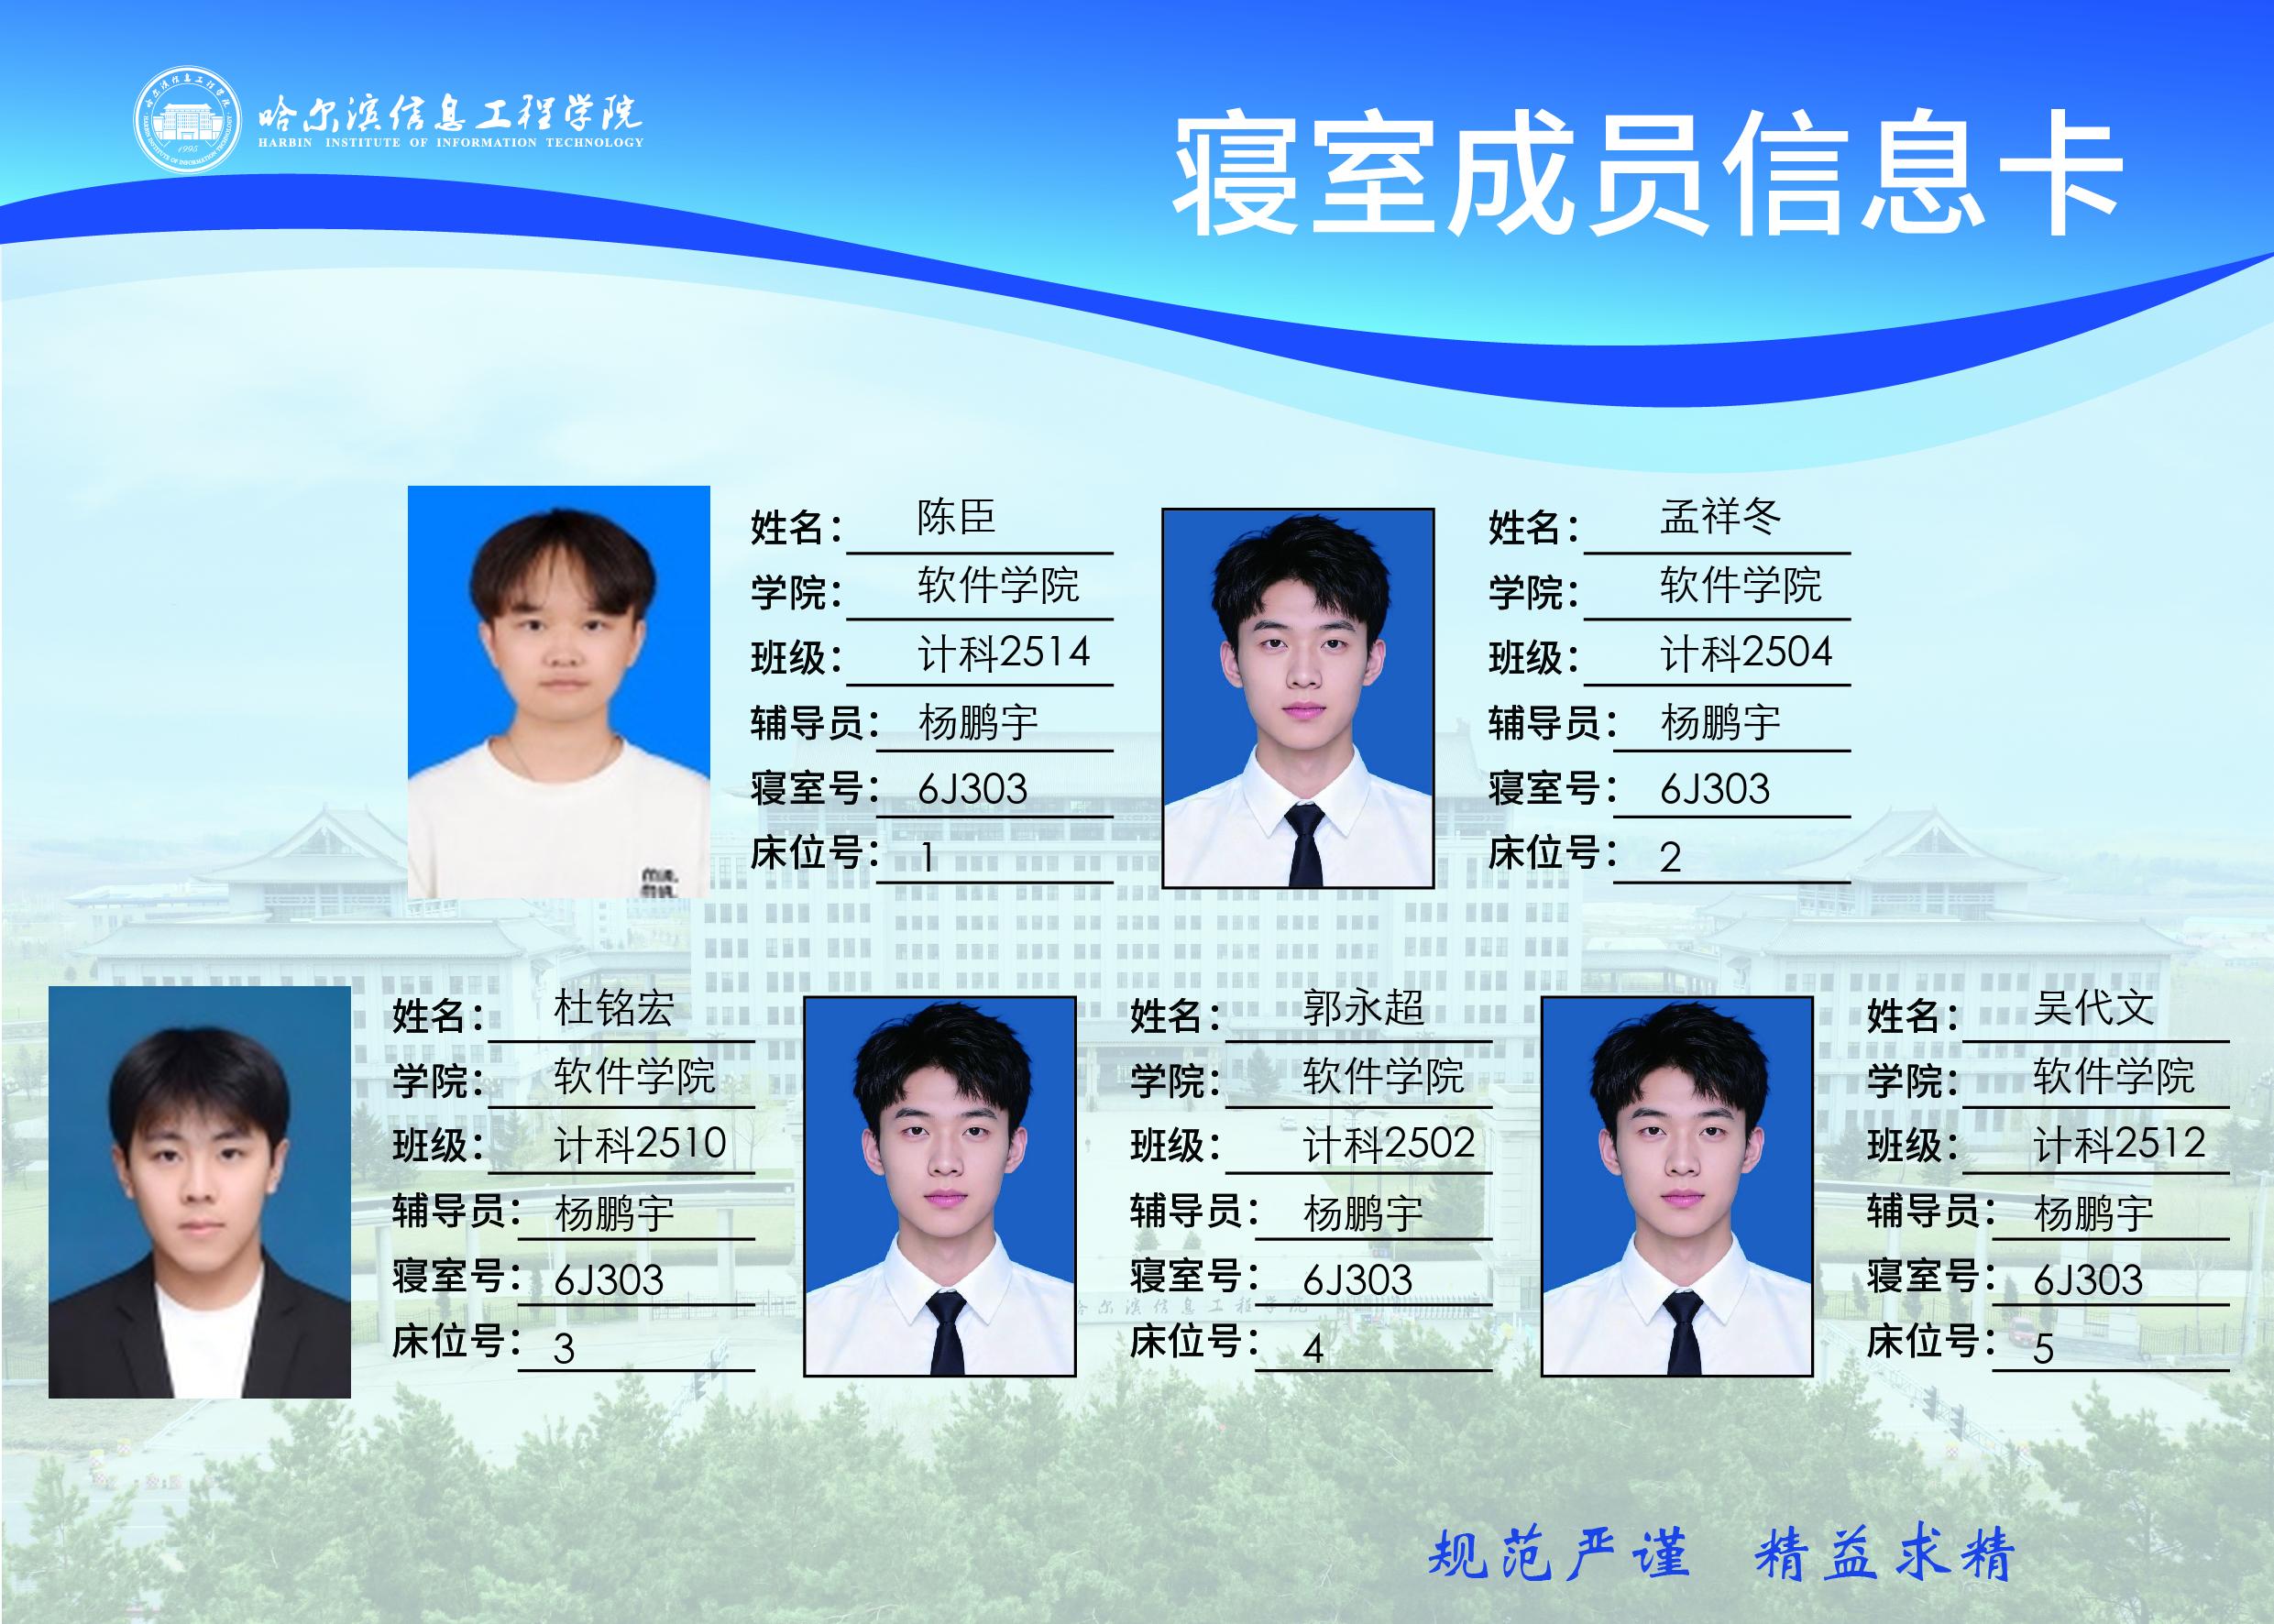 哈尔滨信息工程学院
HARBIN INSTITUTE OF INFORMATION TECHNOLOGY
1995
寝室成员信息卡
姓名： 陈臣
学院： 软件学院
班级： 计科2514
辅导员： 杨鹏宇
寝室号： 6J303
床位号： 1
姓名： 孟祥冬
学院： 软件学院
班级： 计科2504
辅导员： 杨鹏宇
寝室号： 6J303
床位号： 2
姓名： 杜铭宏
学院： 软件学院
班级： 计科2510
辅导员： 杨鹏宇
寝室号： 6J303
床位号： 3
姓名： 郭永超
学院： 软件学院
班级： 计科2502
辅导员： 杨鹏宇
寝室号： 6J303
床位号： 4
姓名： 吴代文
学院： 软件学院
班级： 计科2512
辅导员： 杨鹏宇
寝室号： 6J303
床位号： 5
哈尔滨信息工程学院
规范严谨 精益求精